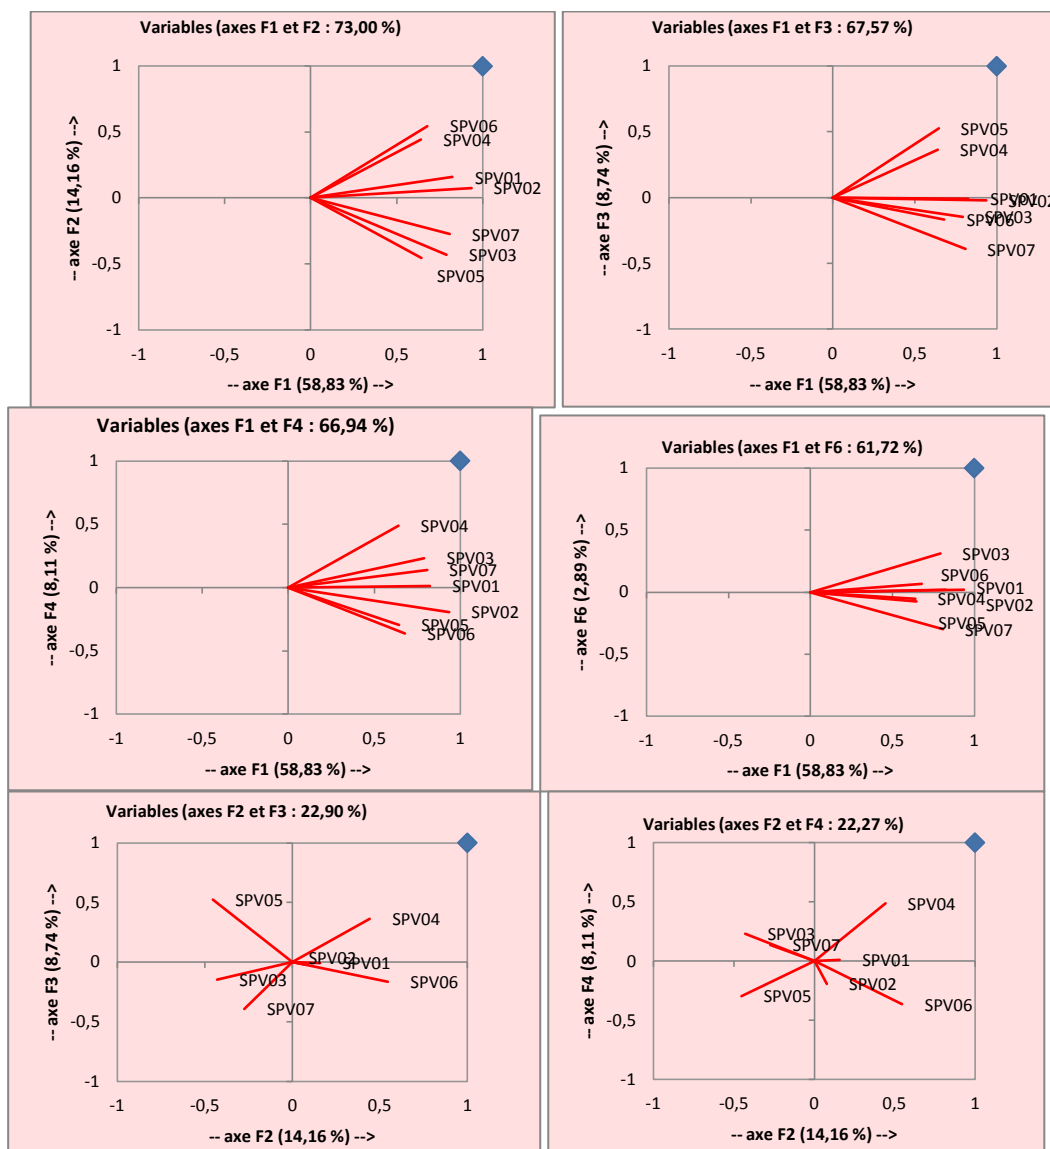 Variables (axes F1 et F2 : 73,00 %)
1
0,5
0
-0,5
-1
-1
-0,5
0
0,5
1
-- axe F2 (14,16 %) -->
-- axe F1 (58,83 %) -->
SPV06
SPV04
SPV01
SPV02
SPV07
SPV03
SPV05
Variables (axes F1 et F3 : 67,57 %)
1
0,5
0
-0,5
-1
-1
-0,5
0
0,5
1
-- axe F3 (8,74 %) -->
-- axe F1 (58,83 %) -->
SPV05
SPV04
SPV01
SPV02
SPV03
SPV06
SPV07
Variables (axes F1 et F4 : 66,94 %)
1
0,5
0
-0,5
-1
-1
-0,5
0
0,5
1
-- axe F4 (8,11 %) -->
-- axe F1 (58,83 %) -->
SPV04
SPV03
SPV07
SPV01
SPV02
SPV05
SPV06
Variables (axes F1 et F6 : 61,72 %)
1
0,5
0
-0,5
-1
-1
-0,5
0
0,5
1
-- axe F6 (2,89 %) -->
-- axe F1 (58,83 %) -->
SPV03
SPV06
SPV01
SPV04
SPV02
SPV05
SPV07
Variables (axes F2 et F3 : 22,90 %)
1
0,5
0
-0,5
-1
-1
-0,5
0
0,5
1
-- axe F3 (8,74 %) -->
-- axe F2 (14,16 %) -->
SPV05
SPV04
SPV02
SPV01
SPV03
SPV06
SPV07
Variables (axes F2 et F4 : 22,27 %)
1
0,5
0
-0,5
-1
-1
-0,5
0
0,5
1
-- axe F4 (8,11 %) -->
-- axe F2 (14,16 %) -->
SPV04
SPV03
SPV07
SPV01
SPV02
SPV05
SPV06